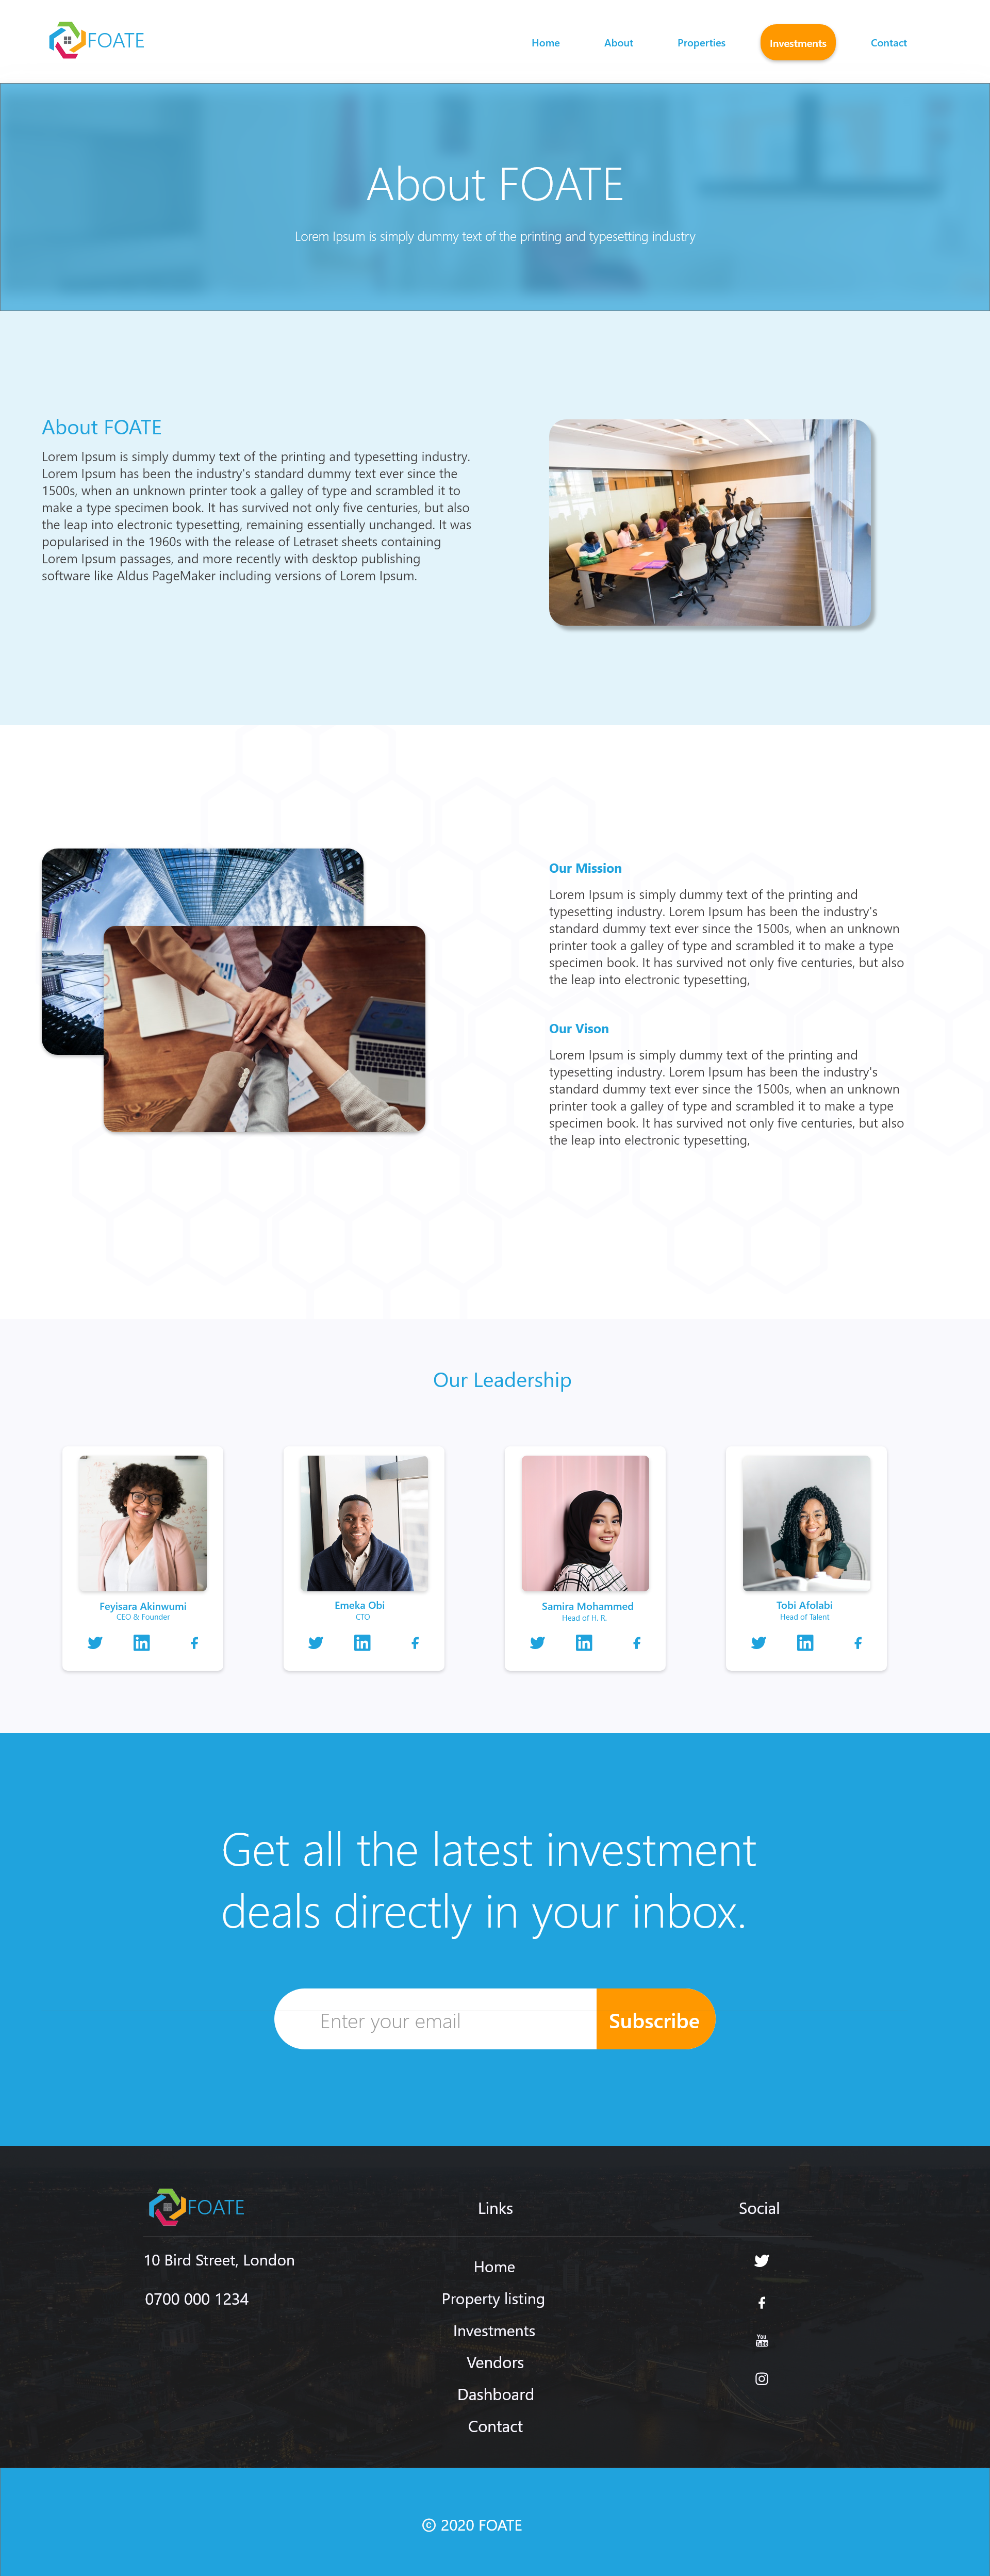 FOATE
Home
About
Properties
Investments
Contact
About FOATE
Lorem Ipsum is simply dummy text of the printing and typesetting industry
About FOATE
Lorem Ipsum is simply dummy text of the printing and typesetting industry.
Lorem Ipsum has been the industry's standard dummy text ever since the
1500s, when an unknown printer took a galley of type and scrambled it to
make a type specimen book. It has survived not only five centuries, but also
the leap into electronic typesetting, remaining essentially unchanged. It was
popularised in the 1960s with the release of Letraset sheets containing
Lorem Ipsum passages, and more recently with desktop publishing
software like Aldus PageMaker including versions of Lorem Ipsum.
Our Mission
Lorem Ipsum is simply dummy text of the printing and
typesetting industry. Lorem Ipsum has been the industry's
standard dummy text ever since the 1500s, when an unknown
printer took a galley of type and scrambled it to make a type
specimen book. It has survived not only five centuries, but also
the leap into electronic typesetting,
Our Vison
Lorem Ipsum is simply dummy text of the printing and
typesetting industry. Lorem Ipsum has been the industry's
standard dummy text ever since the 1500s, when an unknown
printer took a galley of type and scrambled it to make a type
specimen book. It has survived not only five centuries, but also
the leap into electronic typesetting,
Our Leadership
Feyisara Akinwumi
CEO & Founder
Emeka Obi
CTO
Samira Mohammed
Head of H. R.
Tobi Afolabi
Head of Talent
Get all the latest investment
deals directly in your inbox.
Enter your email
Subscribe
FOATE
10 Bird Street, London
0700 000 1234
Links
Home
Property listing
Investments
Vendors
Dashboard
Contact
Social
You
Tube
© 2020 FOATE